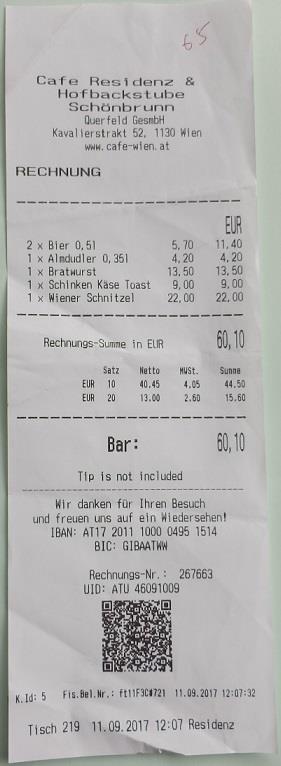 65
Cafe Residenz &
Hofbackstube
Schönbrunn
Querfeld GesmbH
Kavalierstrakt 52, 1130 Wien
www.cafe-wien.at
RECHNUNG
EUR
2 x Bier 0,5l 5,70 11,40
1 x Almdudler 0,35l 4,20 4,20
1 x Bratwurst 13,50 13,50
1 x Schinken Käse Toast 9,00 9,00
1 x Wiener Schnitzel 22,00 22,00
Rechnungs-Summe in EUR 60,10
Satz Netto MWSt. Summe
EUR 10 40.45 4.05 44.50
EUR 20 13.00 2.60 15.60
Bar: 60,10
Tip is not included
Wir danken für Ihren Besuch
und freuen uns auf ein Wiedersehen!
IBAN: AT17 2011 1000 0495 1514
BIC: GIBAATWW
Rechnungs-Nr.: 267663
UID: ATU 46091009
K.Id: 5 Fis.Bel.Nr.: ft11F3C#721 11.09.2017 12:07:32
Tisch 219 11.09.2017 12:07 Residenz